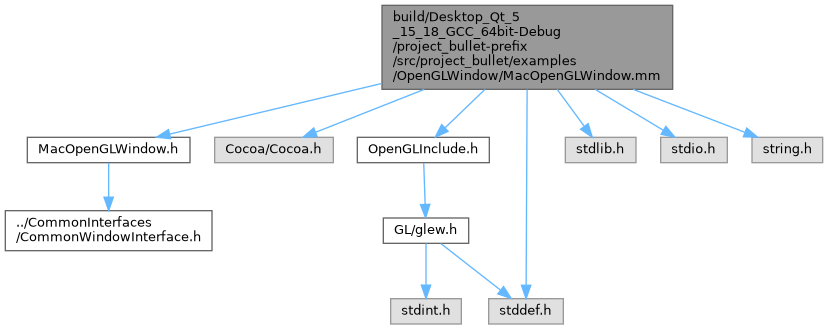 build/Desktop_Qt_5
_15_18_GCC_64bit-Debug
/project_bullet-prefix
/src/project_bullet/examples
/OpenGLWindow/MacOpenGLWindow.mm
MacOpenGLWindow.h
Cocoa/Cocoa.h
OpenGLInclude.h
stdlib.h
stdio.h
string.h
../CommonInterfaces
/CommonWindowInterface.h
GL/glew.h
stdint.h
stddef.h